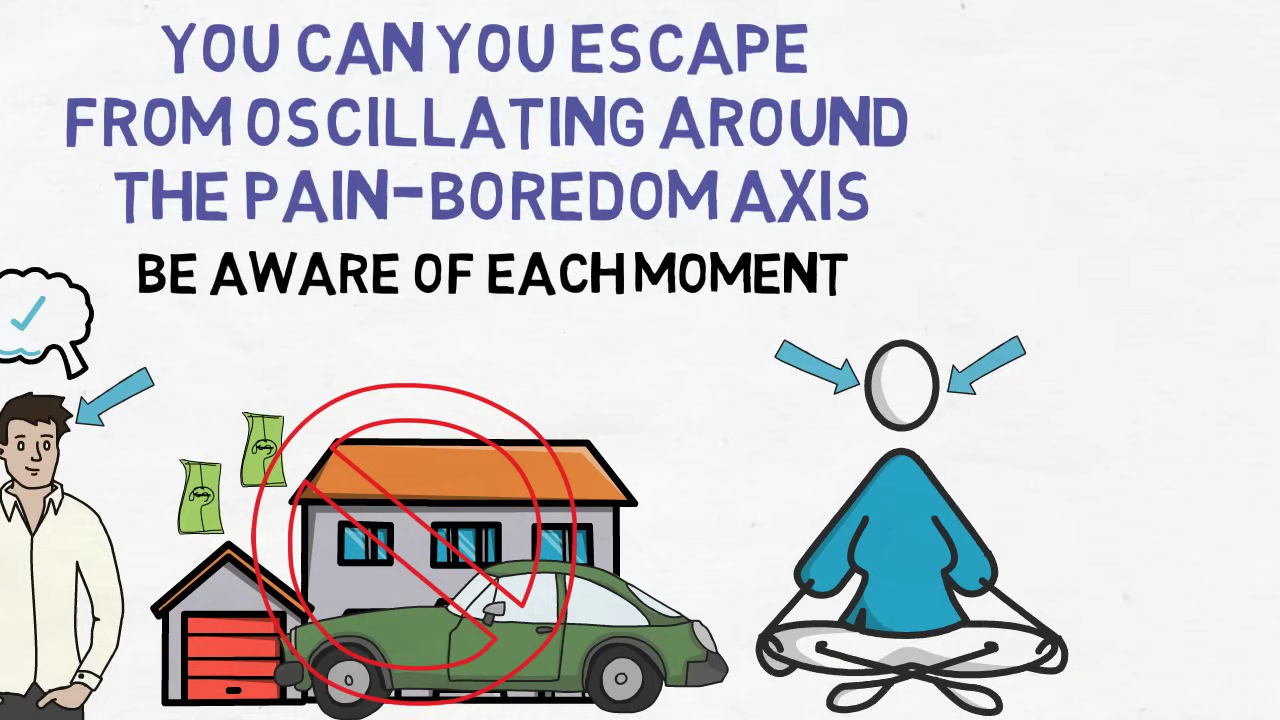 YOU CAN YOU ESCAPE
FROM OSCILLATING AROUND
THE PAIN-BOREDOM AXIS
BE AWARE OF EACH MOMENT